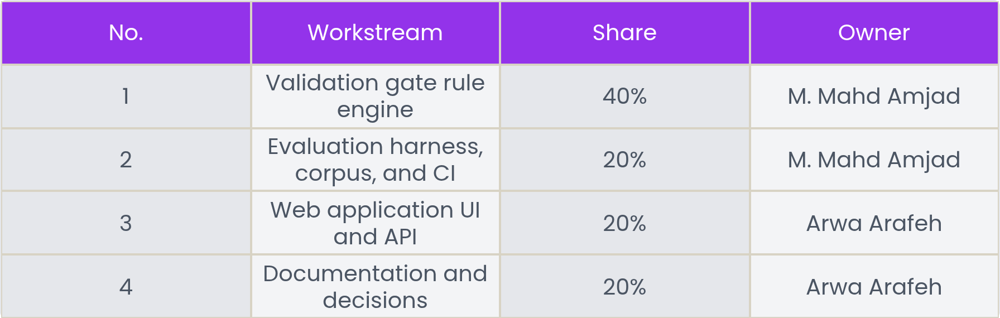 No. Workstream Share Owner
1 Validation gate rule engine 40% M. Mahd Amjad
2 Evaluation harness, corpus, and CI 20% M. Mahd Amjad
3 Web application UI and API 20% Arwa Arafeh
4 Documentation and decisions 20% Arwa Arafeh